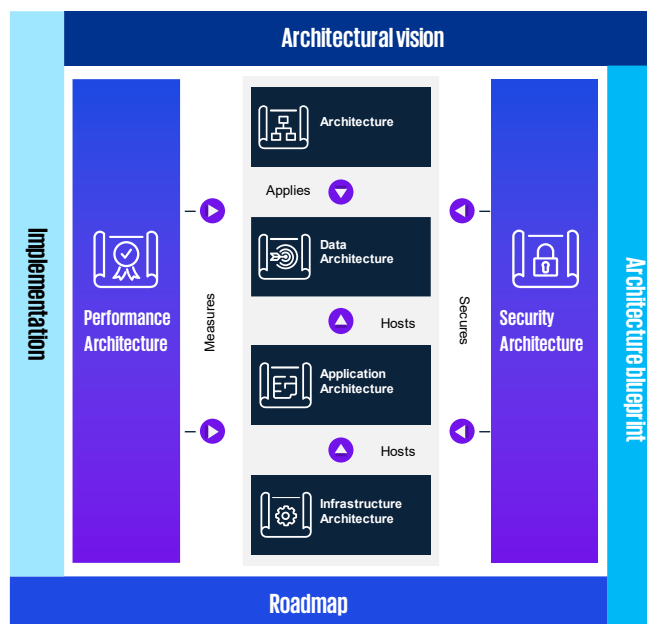 Architectural vision
Implementation
Performance
Architecture
Measures
Architecture
Applies
Data
Architecture
Hosts
Application
Architecture
Hosts
Infrastructure
Architecture
Secures
Security
Architecture
Architecture blueprint
Roadmap